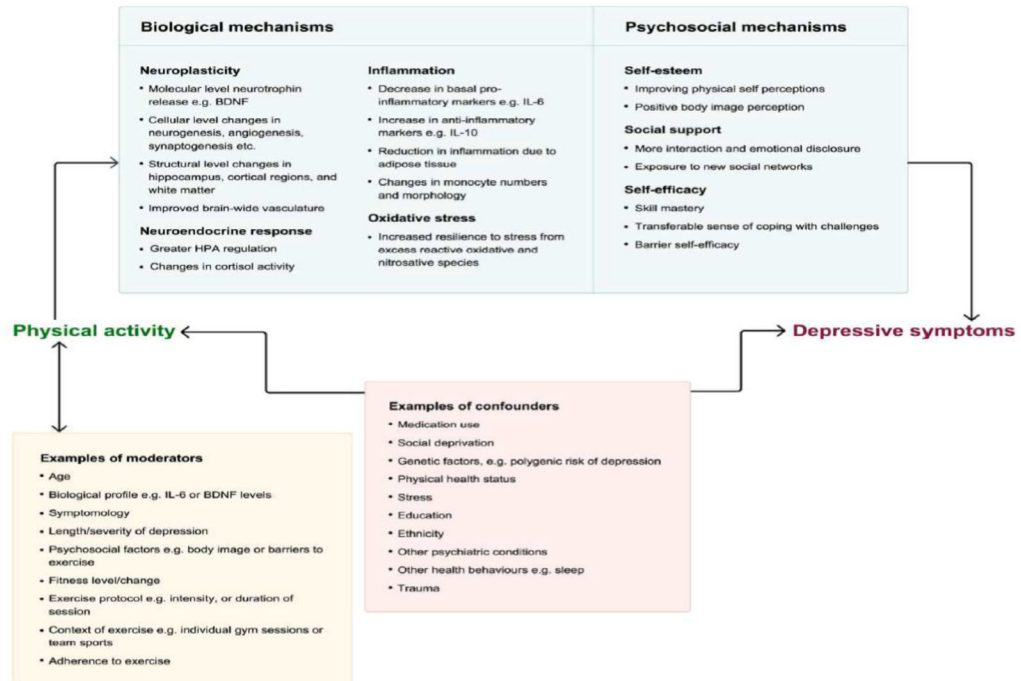 Biological mechanisms
Neuroplasticity
• Molecular level neurotrophin
release e.g. BDNF
• Cellular level changes in
neurogenesis, angiogenesis,
synaptogenesis etc.
• Structural level changes in
hippocampus, cortical regions, and
white matter
• Improved brain-wide vasculature
Neuroendocrine response
• Greater HPA regulation
• Changes in cortisol activity
Inflammation
• Decrease in basal pro-
inflammatory markers e.g. IL-6
• Increase in anti-inflammatory
markers e.g. IL-10
• Reduction in inflammation due to
adipose tissue
• Changes in monocyte numbers
and morphology
Oxidative stress
• Increased resilience to stress from
excess reactive oxidative and
nitrosative species
Psychosocial mechanisms
Self-esteem
• Improving physical self perceptions
• Positive body image perception
Social support
• More interaction and emotional disclosure
• Exposure to new social networks
Self-efficacy
• Skill mastery
• Transferable sense of coping with challenges
• Barrier self-efficacy
Physical activity
Depressive symptoms
Examples of confounders
• Medication use
• Social deprivation
• Genetic factors, e.g. polygenic risk of depression
• Physical health status
• Stress
• Education
• Ethnicity
• Other psychiatric conditions
• Other health behaviours e.g. sleep
• Trauma
Examples of moderators
• Age
• Biological profile e.g. IL-6 or BDNF levels
• Symptomology
• Length/severity of depression
• Psychosocial factors e.g. body image or barriers to
exercise
• Fitness level/change
• Exercise protocol e.g. intensity, or duration of
session
• Context of exercise e.g. individual gym sessions or
team sports
• Adherence to exercise